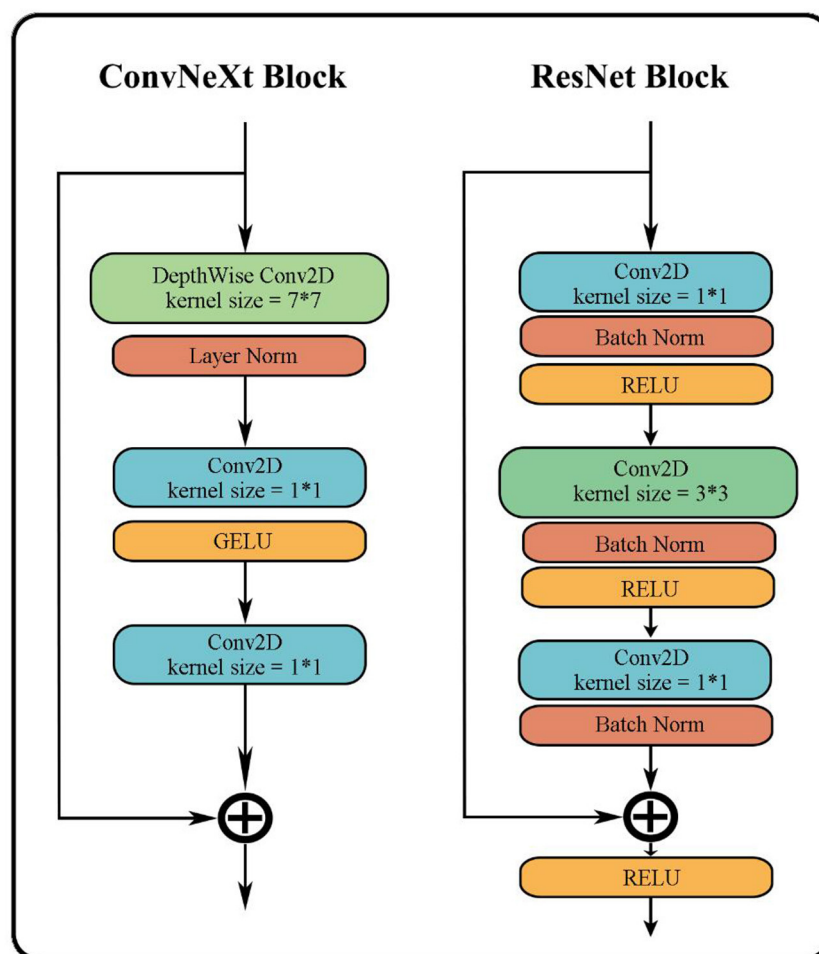 ConvNeXt Block
DepthWise Conv2D
kernel size = 7*7
Layer Norm
Conv2D
kernel size = 1*1
GELU
Conv2D
kernel size = 1*1
ResNet Block
Conv2D
kernel size = 1*1
Batch Norm
RELU
Conv2D
kernel size = 3*3
Batch Norm
RELU
Conv2D
kernel size = 1*1
Batch Norm
RELU